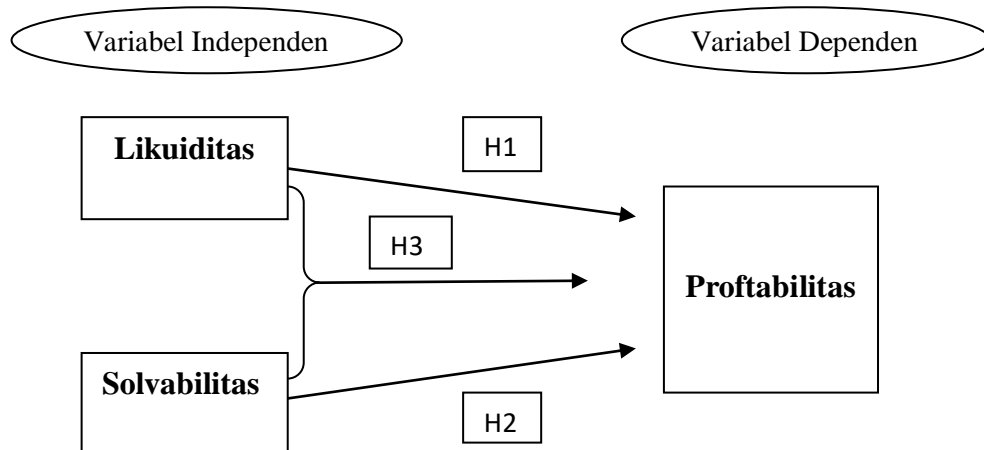 Variabel Independen
Variabel Dependen
Likuiditas
H1
H3
Proftabilitas
Solvabilitas
H2